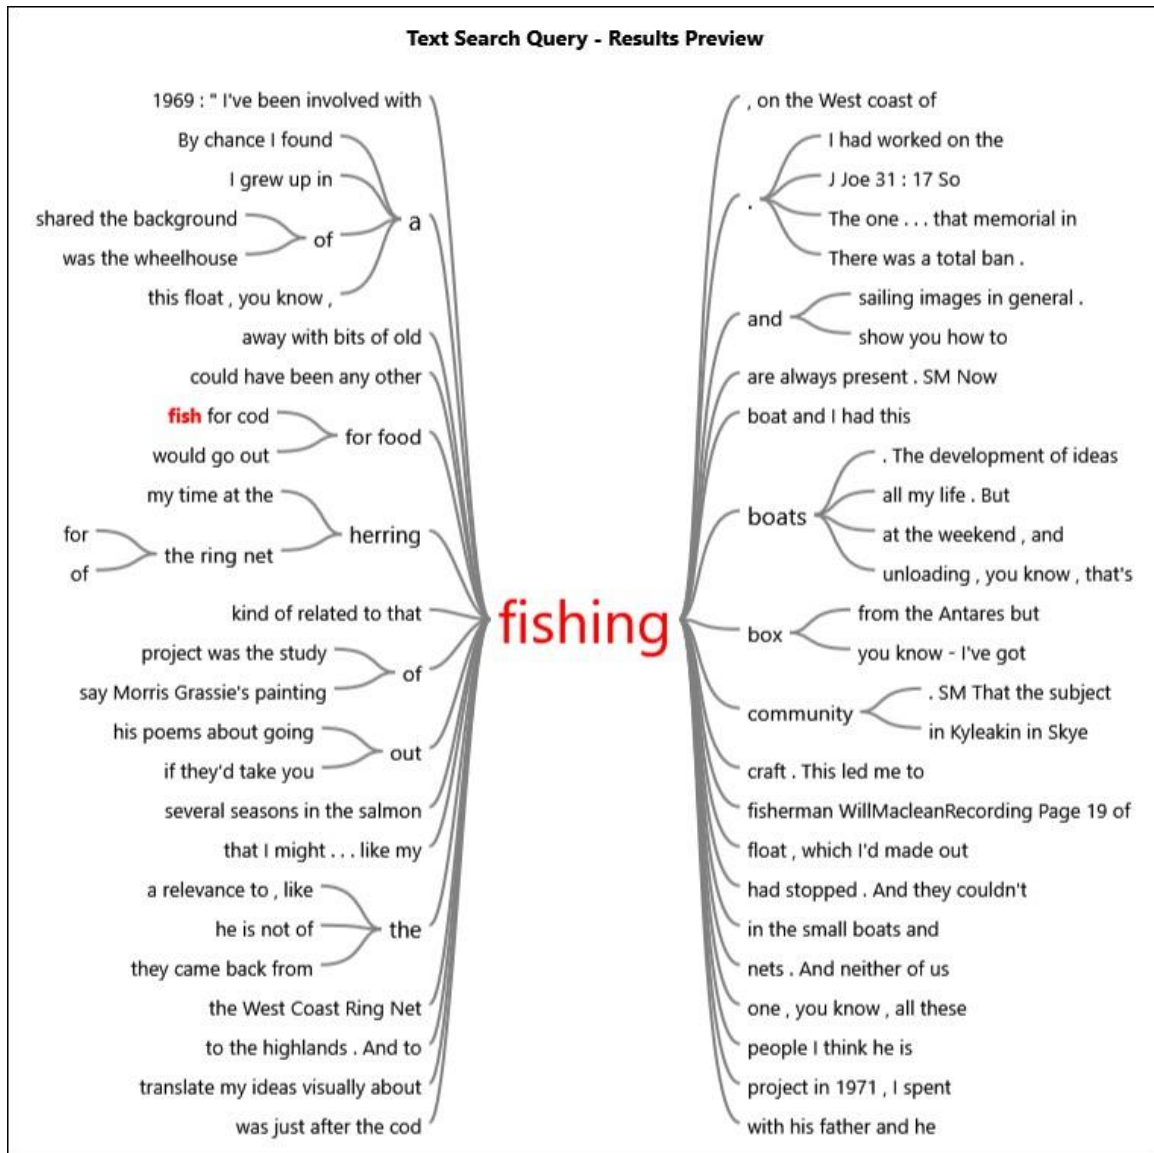 Text Search Query - Results Preview
1969 : " I've been involved with
By chance I found
I grew up in
shared the background
was the wheelhouse
of
this float , you know ,
a
away with bits of old
could have been any other
fish for cod
would go out
for food
my time at the
for
of
the ring net
herring
kind of related to that
project was the study
say Morris Grassie's painting
of
his poems about going
if they'd take you
out
several seasons in the salmon
that I might . . . like my
a relevance to , like
he is not of
they came back from
the
the West Coast Ring Net
to the highlands . And to
translate my ideas visually about
was just after the cod
fishing
, on the West coast of
.
I had worked on the
J Joe 31 : 17 So
The one . . . that memorial in
There was a total ban .
and
sailing images in general .
show you how to
are always present . SM Now
boat and I had this
boats
. The development of ideas
all my life . But
at the weekend , and
unloading , you know , that's
box
from the Antares but
you know - I've got
community
. SM That the subject
in Kyleakin in Skye
craft . This led me to
fisherman WillMacleanRecording Page 19 of
float , which I'd made out
had stopped . And they couldn't
in the small boats and
nets . And neither of us
one , you know , all these
people I think he is
project in 1971 , I spent
with his father and he